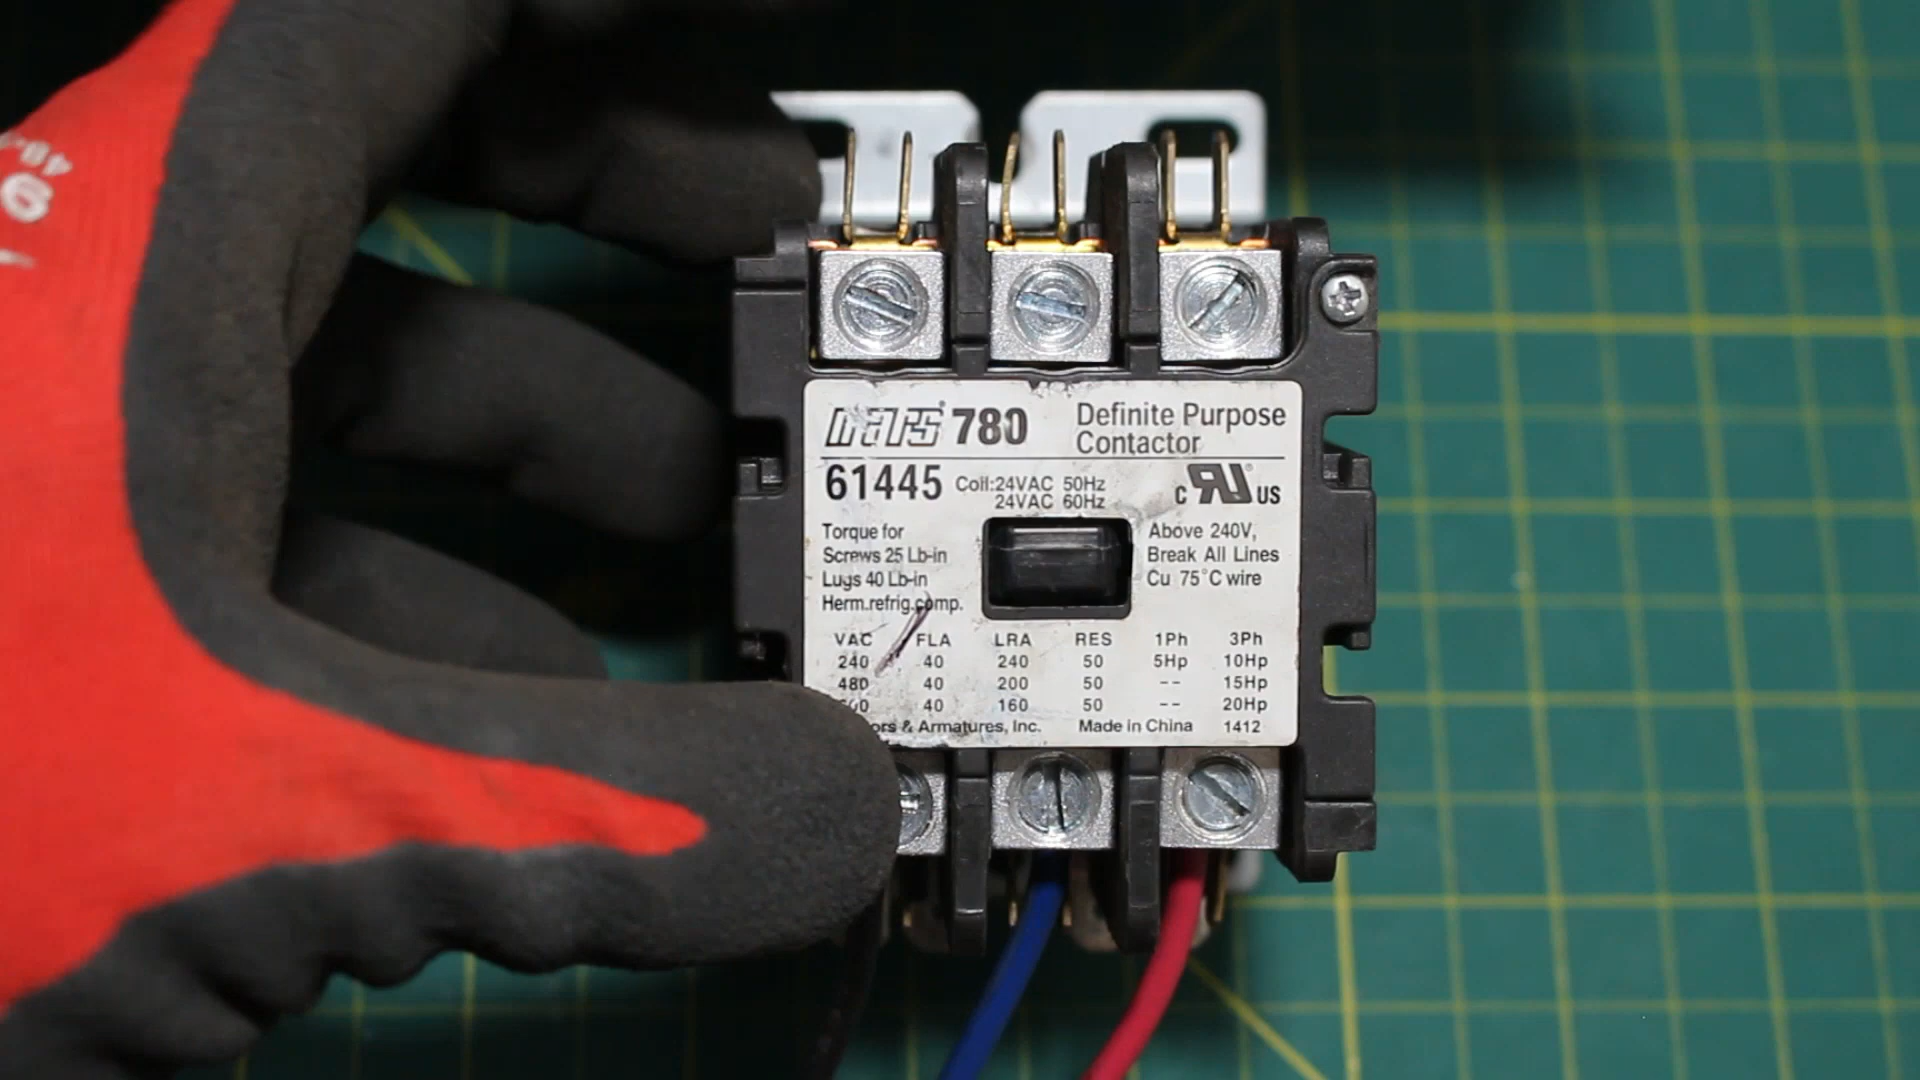 MARS® 780 Definite Purpose
Contactor
61445 Coil:24VAC 50Hz
24VAC 60Hz
C RU® US
Torque for
Screws 25 Lb-in
Lugs 40 Lb-in
Herm.refrig.comp.
Above 240V,
Break All Lines
Cu 75°C wire
VAC FLA LRA RES 1Ph 3Ph
240 40 240 50 5Hp 10Hp
480 40 200 50 -- 15Hp
40 160 50 -- 20Hp
& Armatures, Inc. Made in China 1412
9